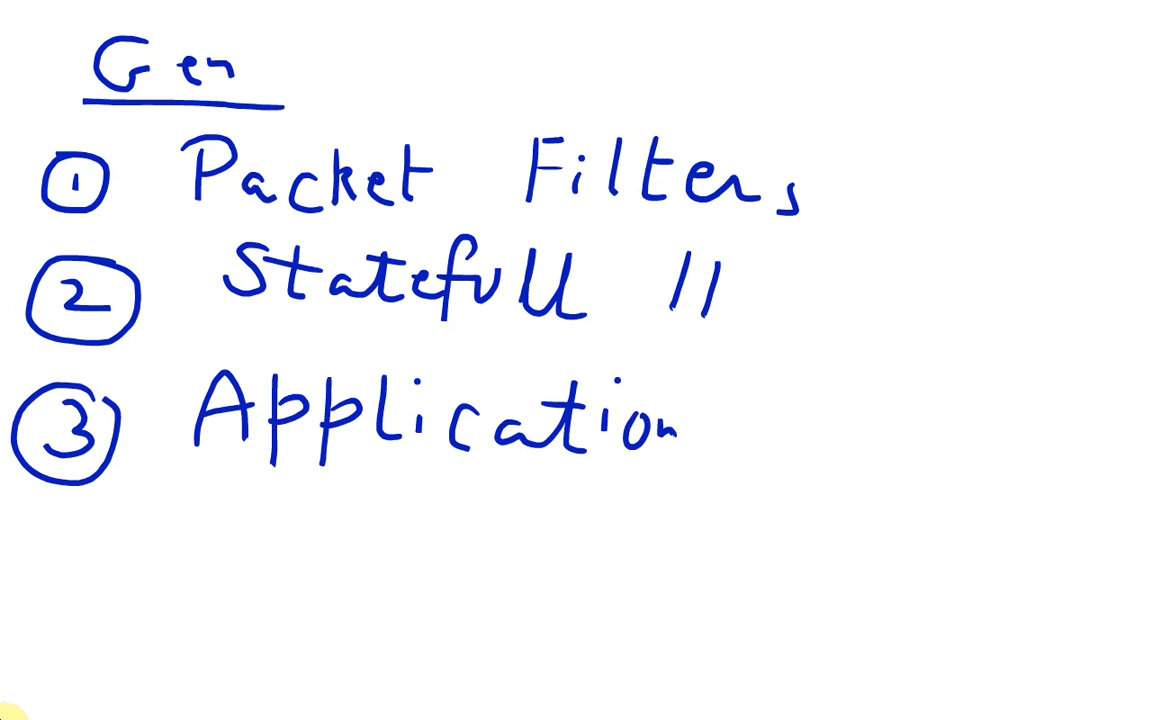 Gen
1 Packet Filters
2 Statefull //
3 Application